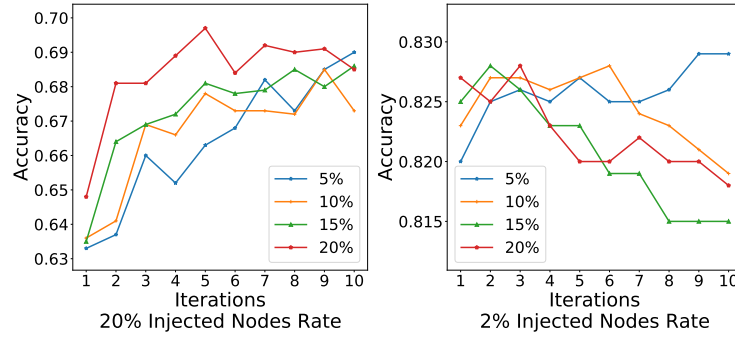 0.70
0.69
0.68
0.67
0.66
0.65
0.64
0.63
Accuracy
5%
10%
15%
20%
1 2 3 4 5 6 7 8 9 10
Iterations
20% Injected Nodes Rate
0.830
0.825
0.820
0.815
Accuracy
5%
10%
15%
20%
1 2 3 4 5 6 7 8 9 10
Iterations
2% Injected Nodes Rate